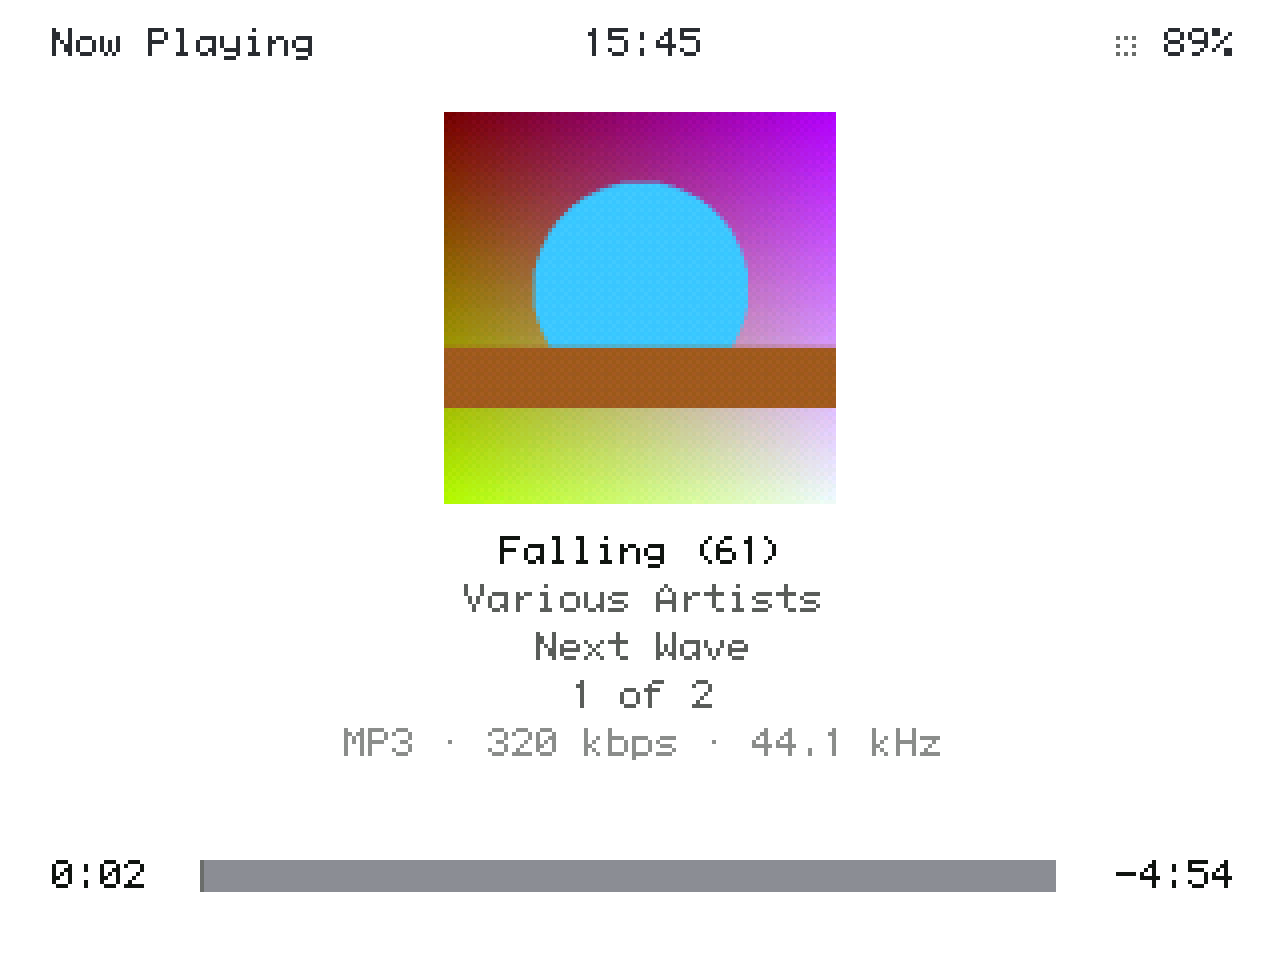 Now Playing 15:45 89%
Falling (61)
Various Artists
Next Wave
1 of 2
MP3 · 320 kbps · 44.1 kHz
0:02 -4:54